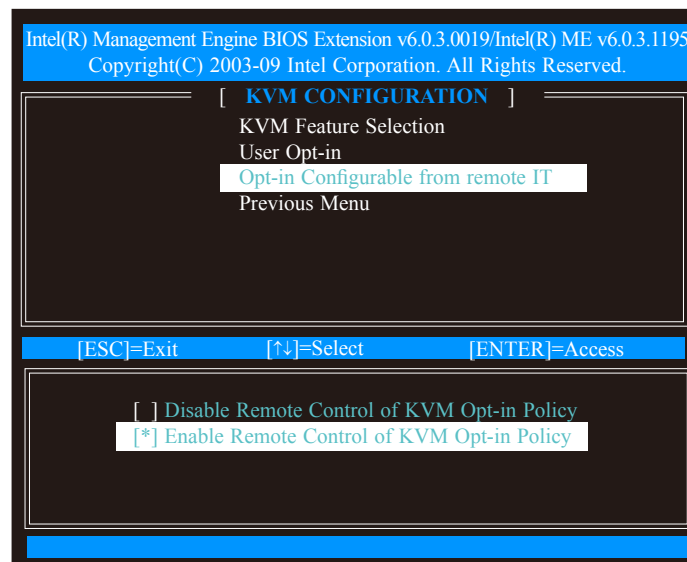 Intel(R) Management Engine BIOS Extension v6.0.3.0019/Intel(R) ME v6.0.3.1195
Copyright(C) 2003-09 Intel Corporation. All Rights Reserved.
[ KVM CONFIGURATION ]
KVM Feature Selection
User Opt-in
Opt-in Configurable from remote IT
Previous Menu
[ESC]=Exit [↑↓]=Select [ENTER]=Access
[ ] Disable Remote Control of KVM Opt-in Policy
[*] Enable Remote Control of KVM Opt-in Policy